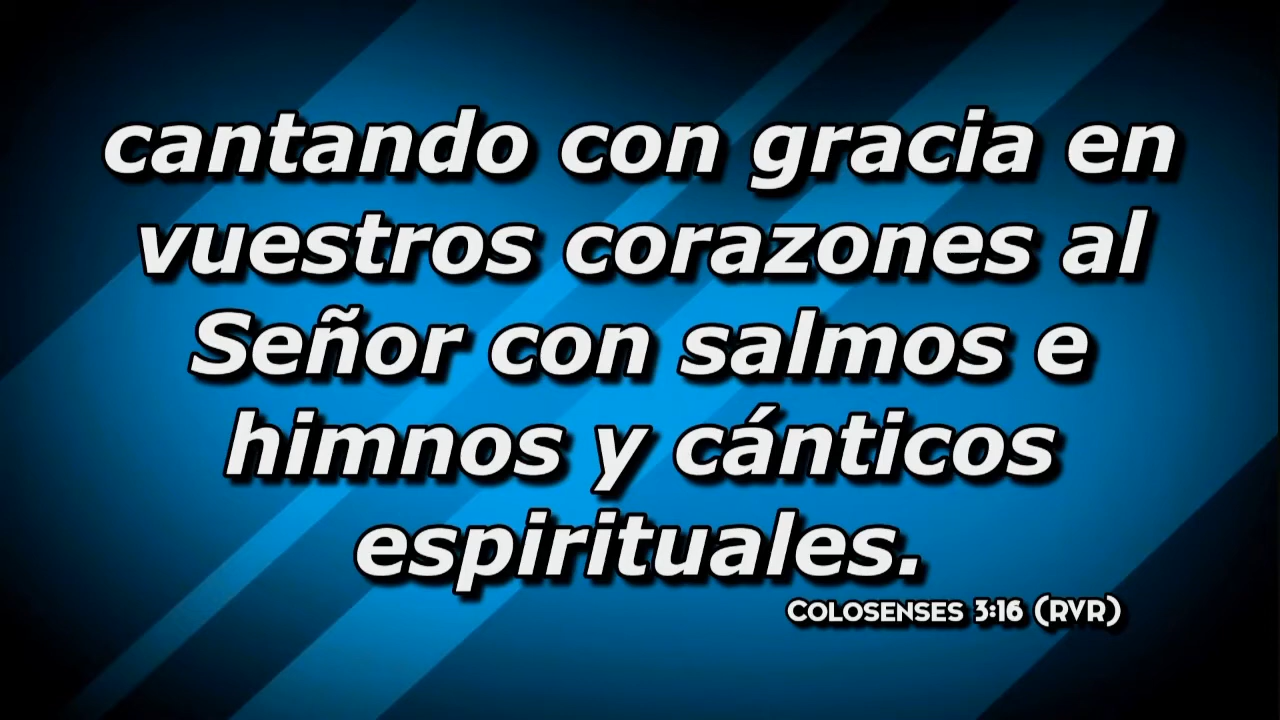 cantando con gracia en
vuestros corazones al
Señor con salmos e
himnos y cánticos
espirituales.
Colosenses 3:16 (RVR)